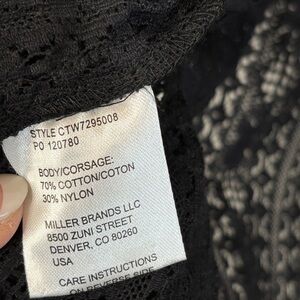 STYLE CTW7295008
PO 120780
BODY/CORSAGE:
70% COTTON/COTON
30% NYLON
MILLER BRANDS LLC
8500 ZUNI STREET
DENVER, CO 80260
USA
CARE INSTRUCTIONS
ON REVERSE SIDE